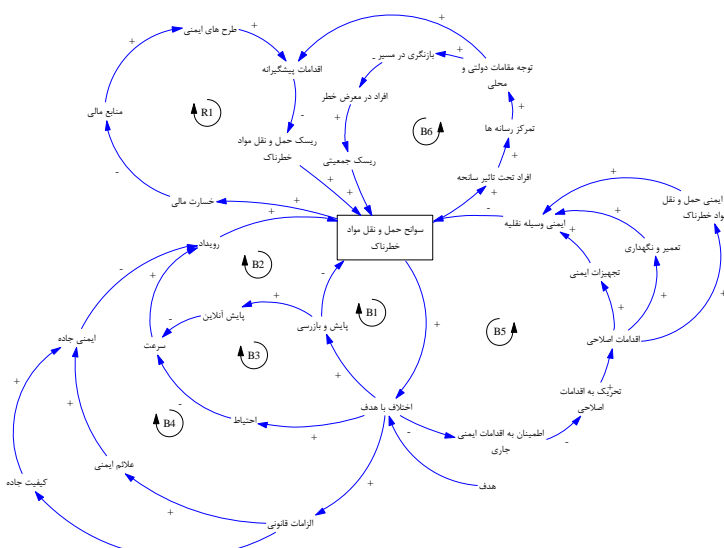 طرح های ایمنی
اقدامات پیشگیرانه
بازنگری در مسیر
توجه مقامات دولتی و
محلی
افراد در معرض خطر
منابع مالی
R1
B6
تمرکز رسانه ها
ریسک حمل و نقل مواد
خطرناک
ریسک جمعیتی
افراد تحت تاثیر سانحه
خسارت مالی
ایمنی حمل و نقل
واد خطرناک
سوانح حمل و نقل مواد
خطرناک
ایمنی وسیله نقلیه
رویداد
تعمیر و نگهداری
B2
تجهیزات ایمنی
پایش آنلاین
پایش و بازرسی
B1
B5
ایمنی جاده
سرعت
B3
اقدامات اصلاحی
تحریک به اقدامات
اصلاحی
اختلاف با هدف
احتیاط
B4
اطمینان به اقدامات ایمنی
جاری
علائم ایمنی
کیفیت جاده
هدف
الزامات قانونی